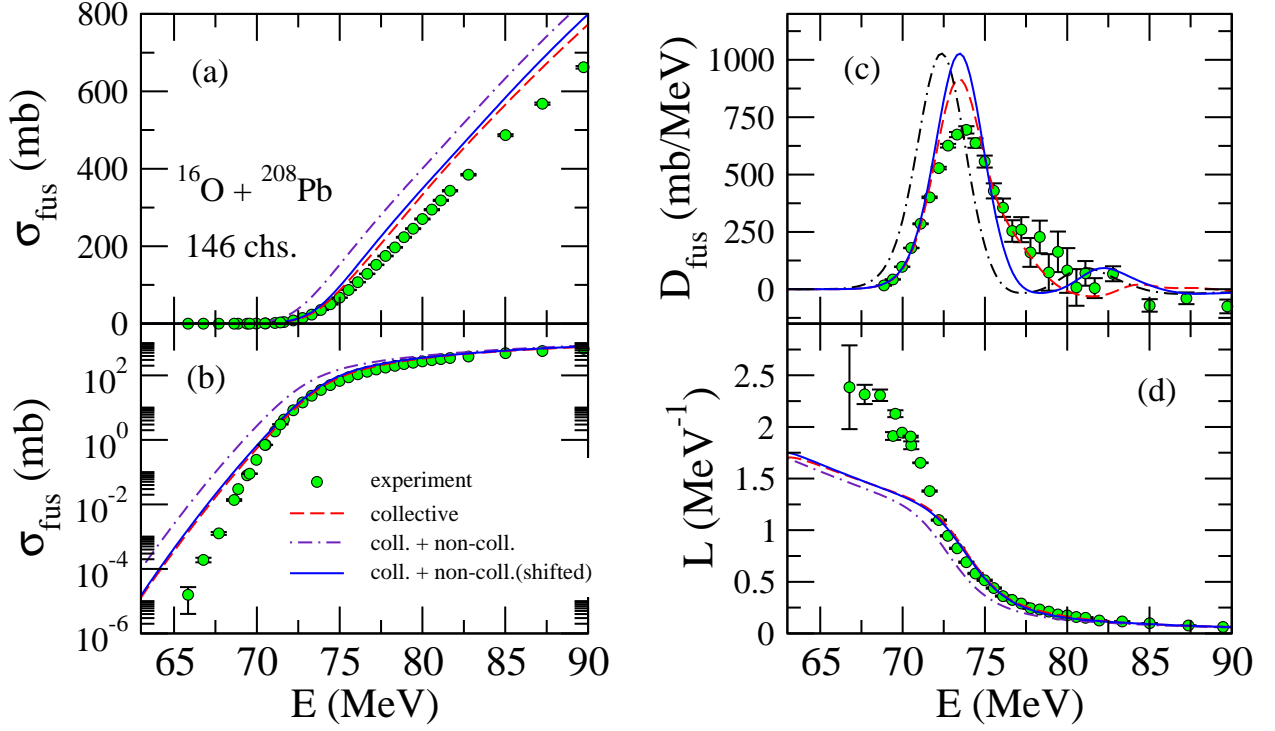 800
600
400
200
0
σfus (mb)
(a)
16O + 208Pb
146 chs.
10^2
10^0
10^-2
10^-4
10^-6
σfus (mb)
(b)
experiment
collective
coll. + non-coll.
coll. + non-coll.(shifted)
65 70 75 80 85 90
E (MeV)
1000
750
500
250
0
Dfus (mb/MeV)
(c)
2.5
2
1.5
1
0.5
0
L (MeV^-1)
(d)
65 70 75 80 85 90
E (MeV)